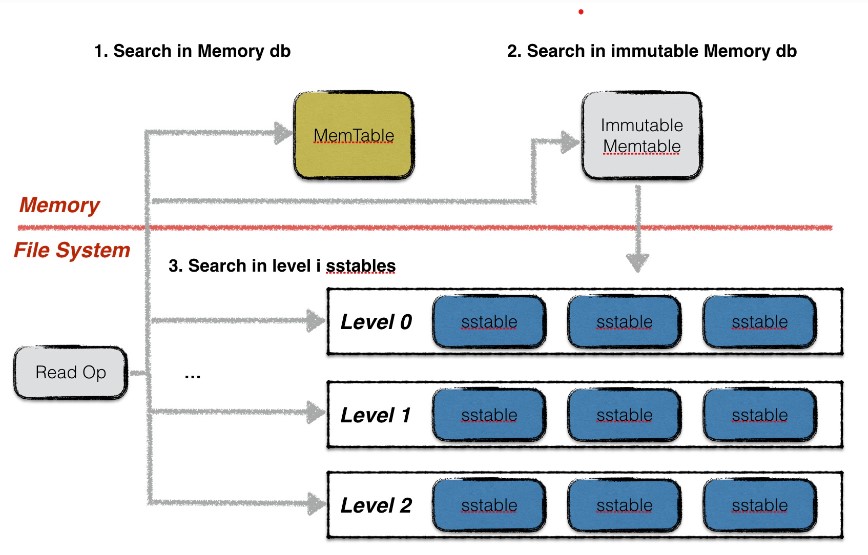 1. Search in Memory db
2. Search in immutable Memory db
MemTable
Immutable
Memtable
Memory
File System
3. Search in level i sstables
Level 0
sstable
sstable
sstable
Read Op
...
Level 1
sstable
sstable
sstable
Level 2
sstable
sstable
sstable